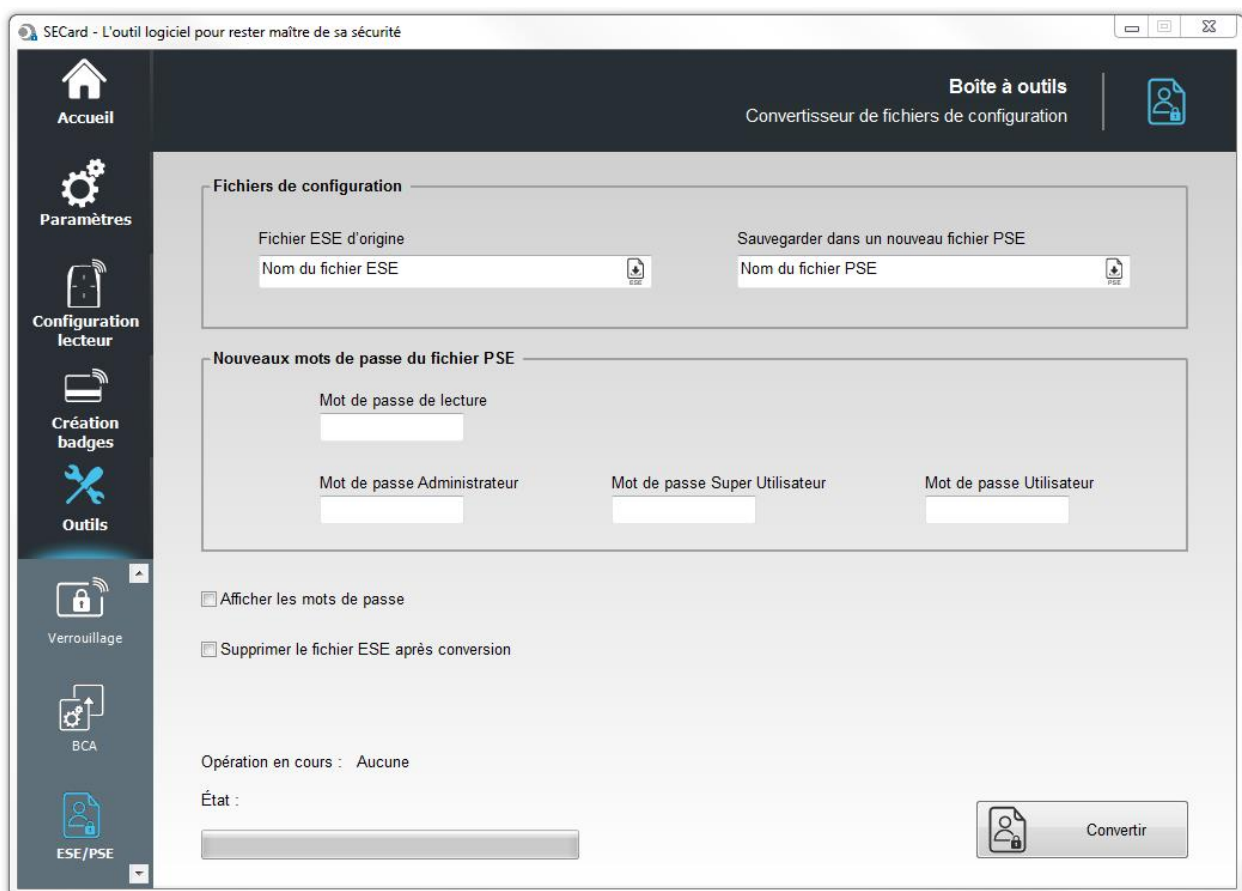 SECard - L'outil logiciel pour rester maître de sa sécurité
Accueil
Boîte à outils
Convertisseur de fichiers de configuration
Paramètres
Configuration
lecteur
Création
badges
Outils
Verrouillage
BCA
ESE/PSE
Fichiers de configuration
Fichier ESE d'origine
Sauvegarder dans un nouveau fichier PSE
Nom du fichier ESE
ESE
Nom du fichier PSE
PSE
Nouveaux mots de passe du fichier PSE
Mot de passe de lecture
Mot de passe Administrateur
Mot de passe Super Utilisateur
Mot de passe Utilisateur
Afficher les mots de passe
Supprimer le fichier ESE après conversion
Opération en cours : Aucune
État :
Convertir